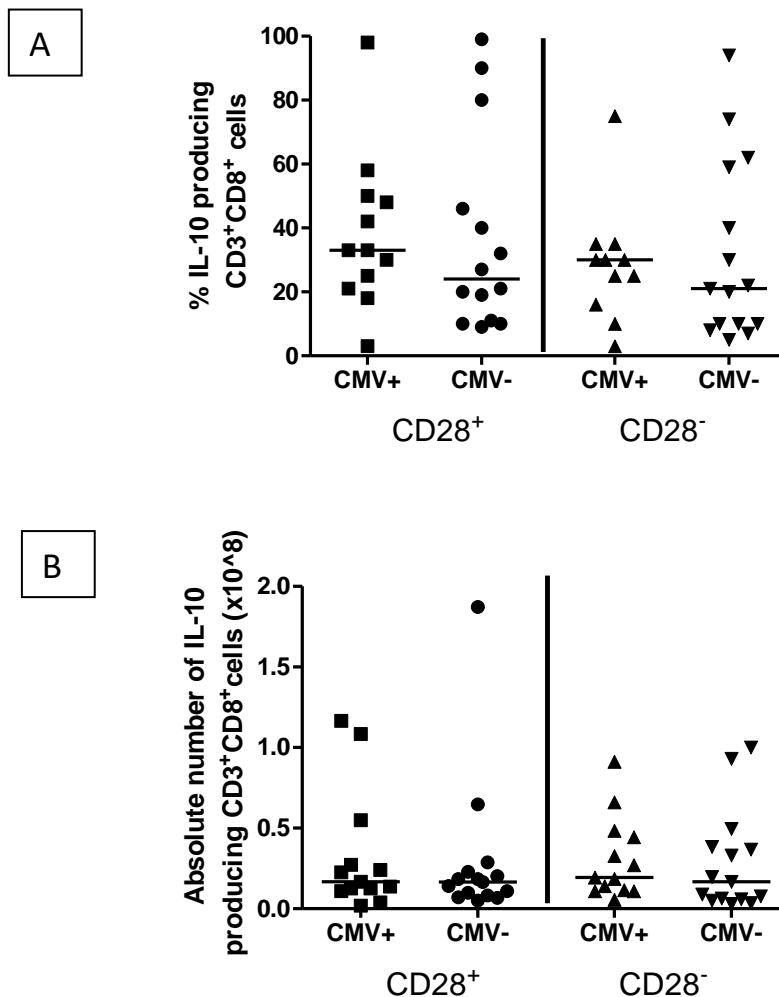 A
% IL-10 producing
CD3⁺CD8⁺ cells
100
80
60
40
20
0
CMV+ CMV- CMV+ CMV-
CD28⁺ CD28⁻
B
Absolute number of IL-10
producing CD3⁺CD8⁺cells (x10^8)
2.0
1.5
1.0
0.5
0.0
CMV+ CMV- CMV+ CMV-
CD28⁺ CD28⁻